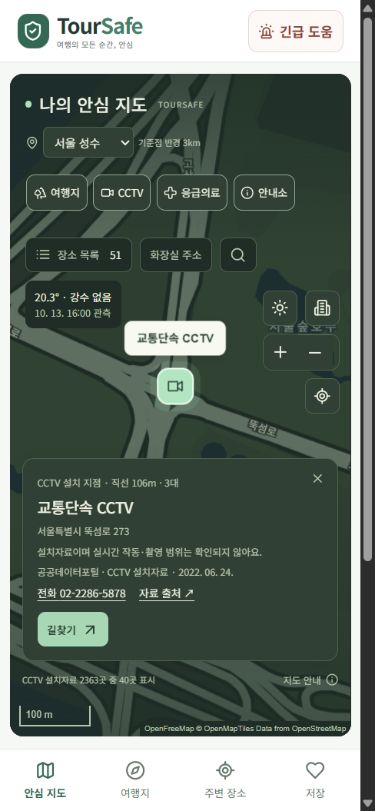 TourSafe
여행의 모든 순간, 안심
긴급 도움
나의 안심 지도 TOURSAFE
서울 성수 기준점 반경 3km
여행지 CCTV 응급의료 안내소
장소 목록 51 화장실 주소
20.3° · 강수 없음
10. 13. 16:00 관측
서울숲호수
교통단속 CCTV
뚝섬로
CCTV 설치 지점 · 직선 106m · 3대
교통단속 CCTV
서울특별시 뚝섬로 273
설치자료이며 실시간 작동·촬영 범위는 확인되지 않아요.
공공데이터포털 · CCTV 설치자료 · 2022. 06. 24.
전화 02-2286-5878 자료 출처 ↗
길찾기
CCTV 설치자료 2363곳 중 40곳 표시 지도 안내
100 m
OpenFreeMap © OpenMapTiles Data from OpenStreetMap
안심 지도 여행지 주변 장소 저장